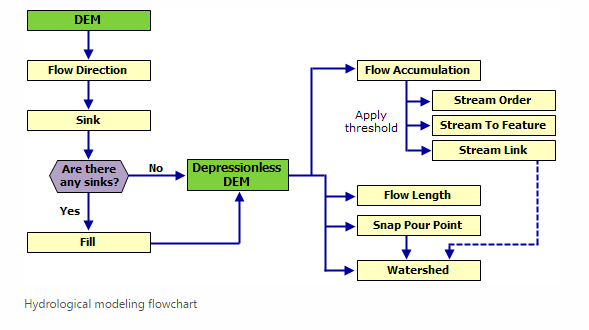 DEM
Flow Direction
Sink
Are there
any sinks?
No
Yes
Fill
Depressionless
DEM
Flow Accumulation
Apply
threshold
Stream Order
Stream To Feature
Stream Link
Flow Length
Snap Pour Point
Watershed
Hydrological modeling flowchart